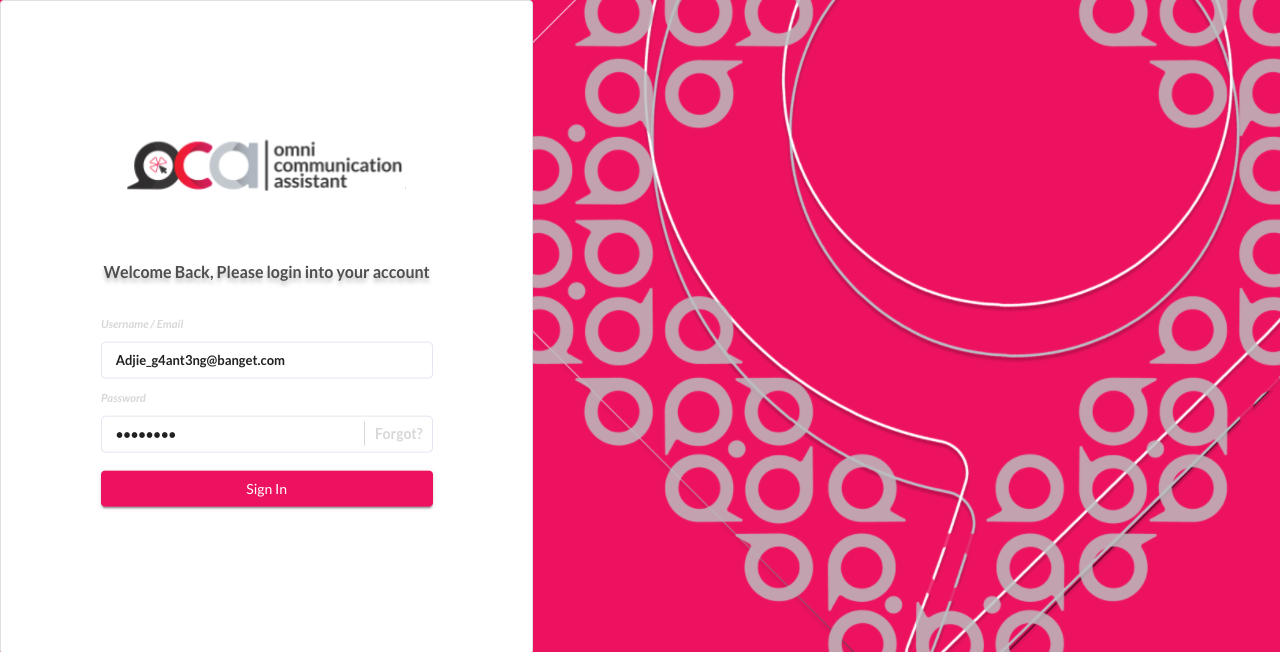 oca
omni
communication
assistant
Welcome Back, Please login into your account
Username / Email
Adjie_g4ant3ng@banget.com
Password
•••••••• Forgot?
Sign In